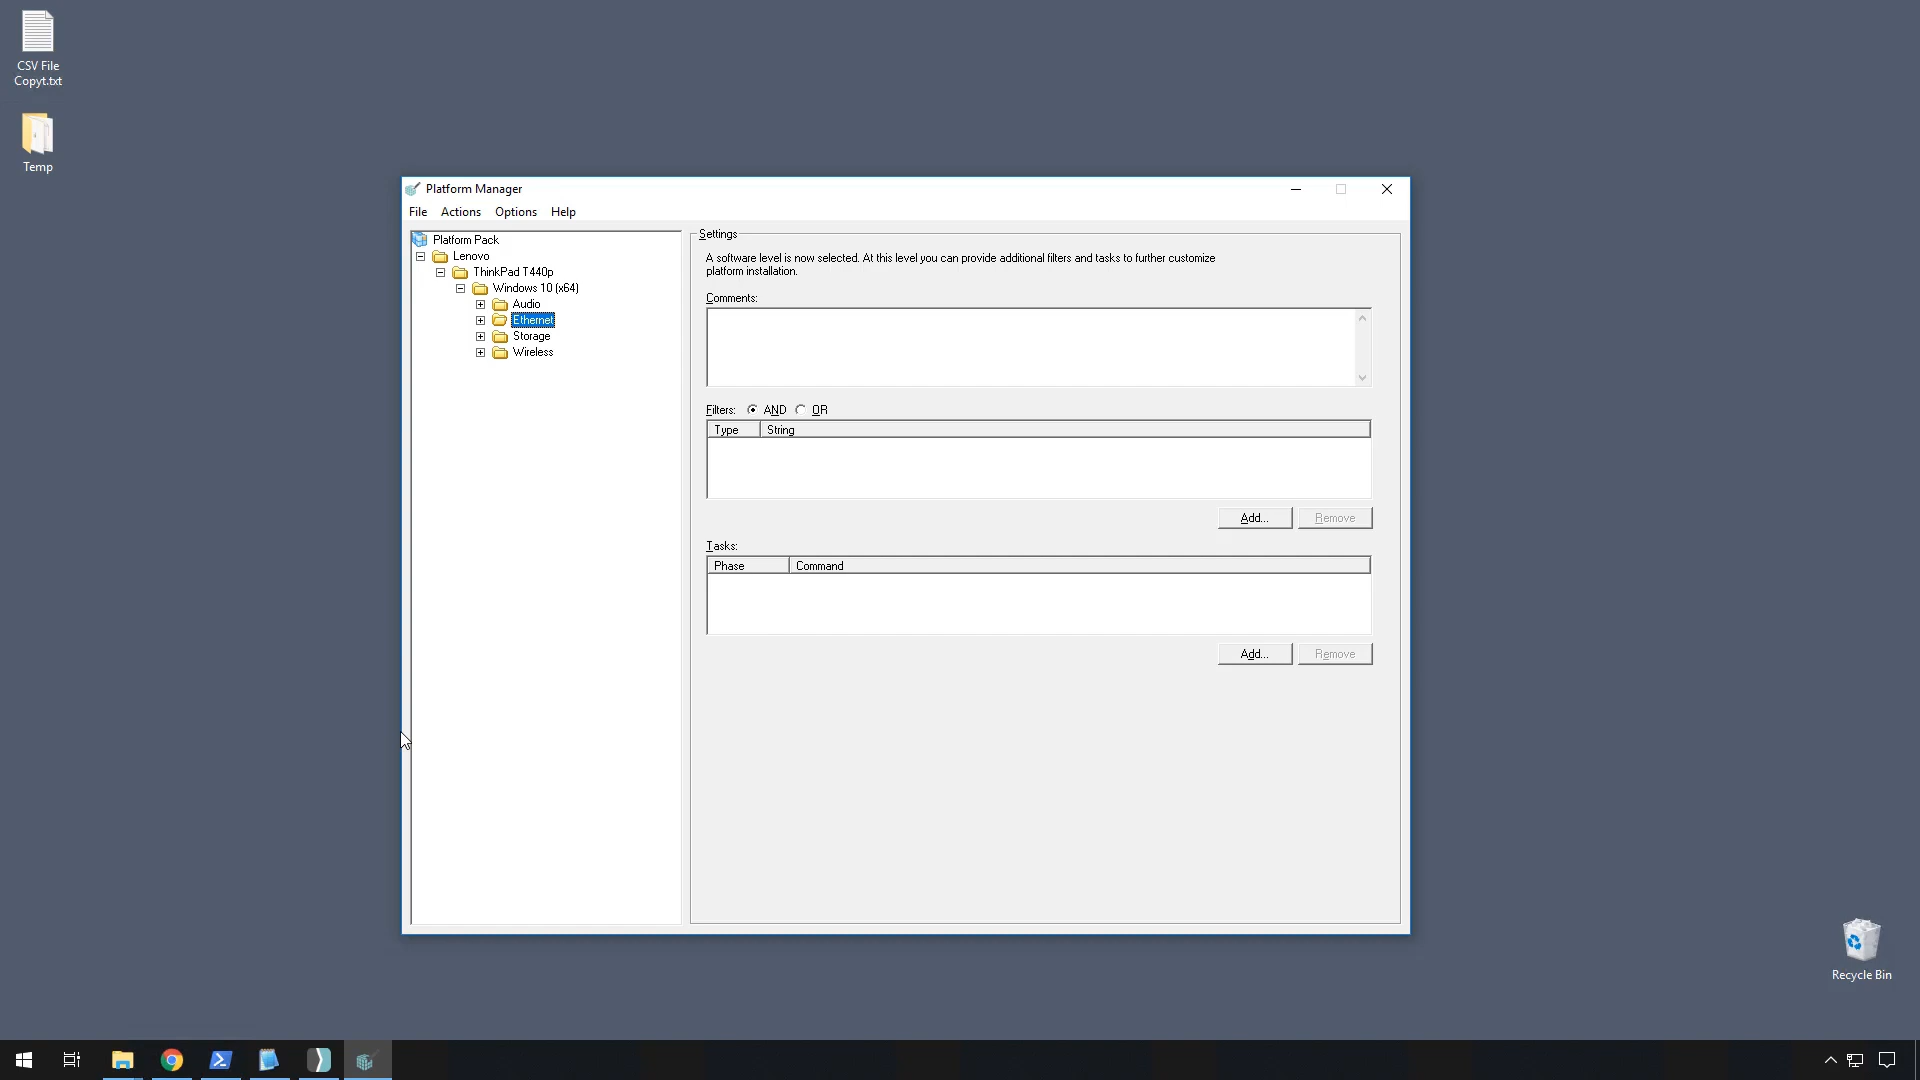 CSV File
Copyt.txt
Temp
Platform Manager
File Actions Options Help
Platform Pack
Lenovo
ThinkPad T440p
Windows 10 (x64)
Audio
Ethernet
Storage
Wireless
Settings
A software level is now selected. At this level you can provide additional filters and tasks to further customize
platform installation.
Comments:
Filters: AND OR
Type String
Add... Remove
Tasks:
Phase Command
Add... Remove
Recycle Bin